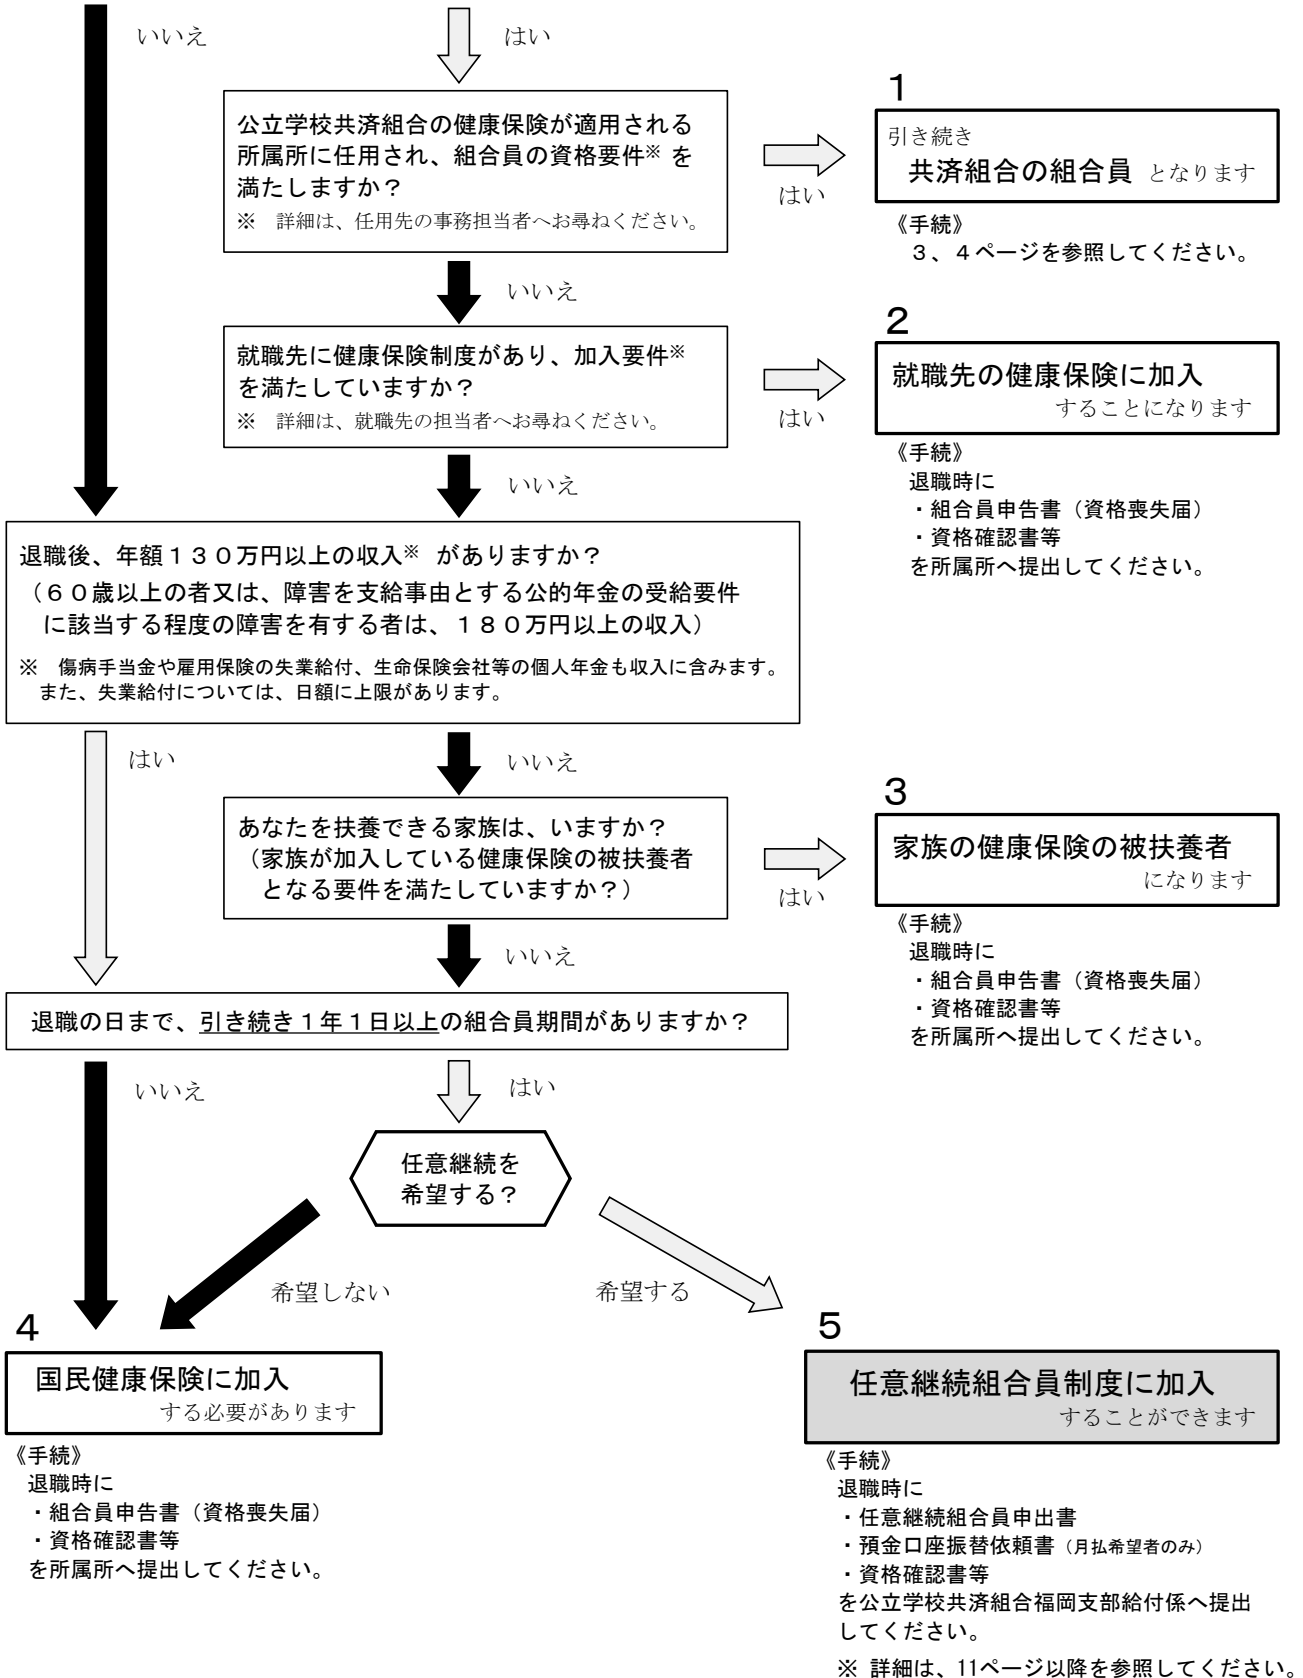 いいえ
はい
公立学校共済組合の健康保険が適用される
所属所に任用され、組合員の資格要件※ を
満たしますか？
※　詳細は、任用先の事務担当者へお尋ねください。
はい
1
引き続き
共済組合の組合員 となります
《手続》
３、４ページを参照してください。
いいえ
就職先に健康保険制度があり、加入要件※
を満たしていますか？
※　詳細は、就職先の担当者へお尋ねください。
はい
2
就職先の健康保険に加入
することになります
《手続》
退職時に
・組合員申告書（資格喪失届）
・資格確認書等
を所属所へ提出してください。
いいえ
退職後、年額１３０万円以上の収入※ がありますか？
（６０歳以上の者又は、障害を支給事由とする公的年金の受給要件
に該当する程度の障害を有する者は、１８０万円以上の収入）
※　傷病手当金や雇用保険の失業給付、生命保険会社等の個人年金も収入に含みます。
また、失業給付については、日額に上限があります。
はい
いいえ
あなたを扶養できる家族は、いますか？
（家族が加入している健康保険の被扶養者
となる要件を満たしていますか？）
はい
3
家族の健康保険の被扶養者
になります
《手続》
退職時に
・組合員申告書（資格喪失届）
・資格確認書等
を所属所へ提出してください。
いいえ
退職の日まで、引き続き１年１日以上の組合員期間がありますか？
いいえ
はい
任意継続を
希望する？
希望しない
希望する
4
国民健康保険に加入
する必要があります
《手続》
退職時に
・組合員申告書（資格喪失届）
・資格確認書等
を所属所へ提出してください。
5
任意継続組合員制度に加入
することができます
《手続》
退職時に
・任意継続組合員申出書
・預金口座振替依頼書（月払希望者のみ）
・資格確認書等
を公立学校共済組合福岡支部給付係へ提出
してください。
※ 詳細は、11ページ以降を参照してください。